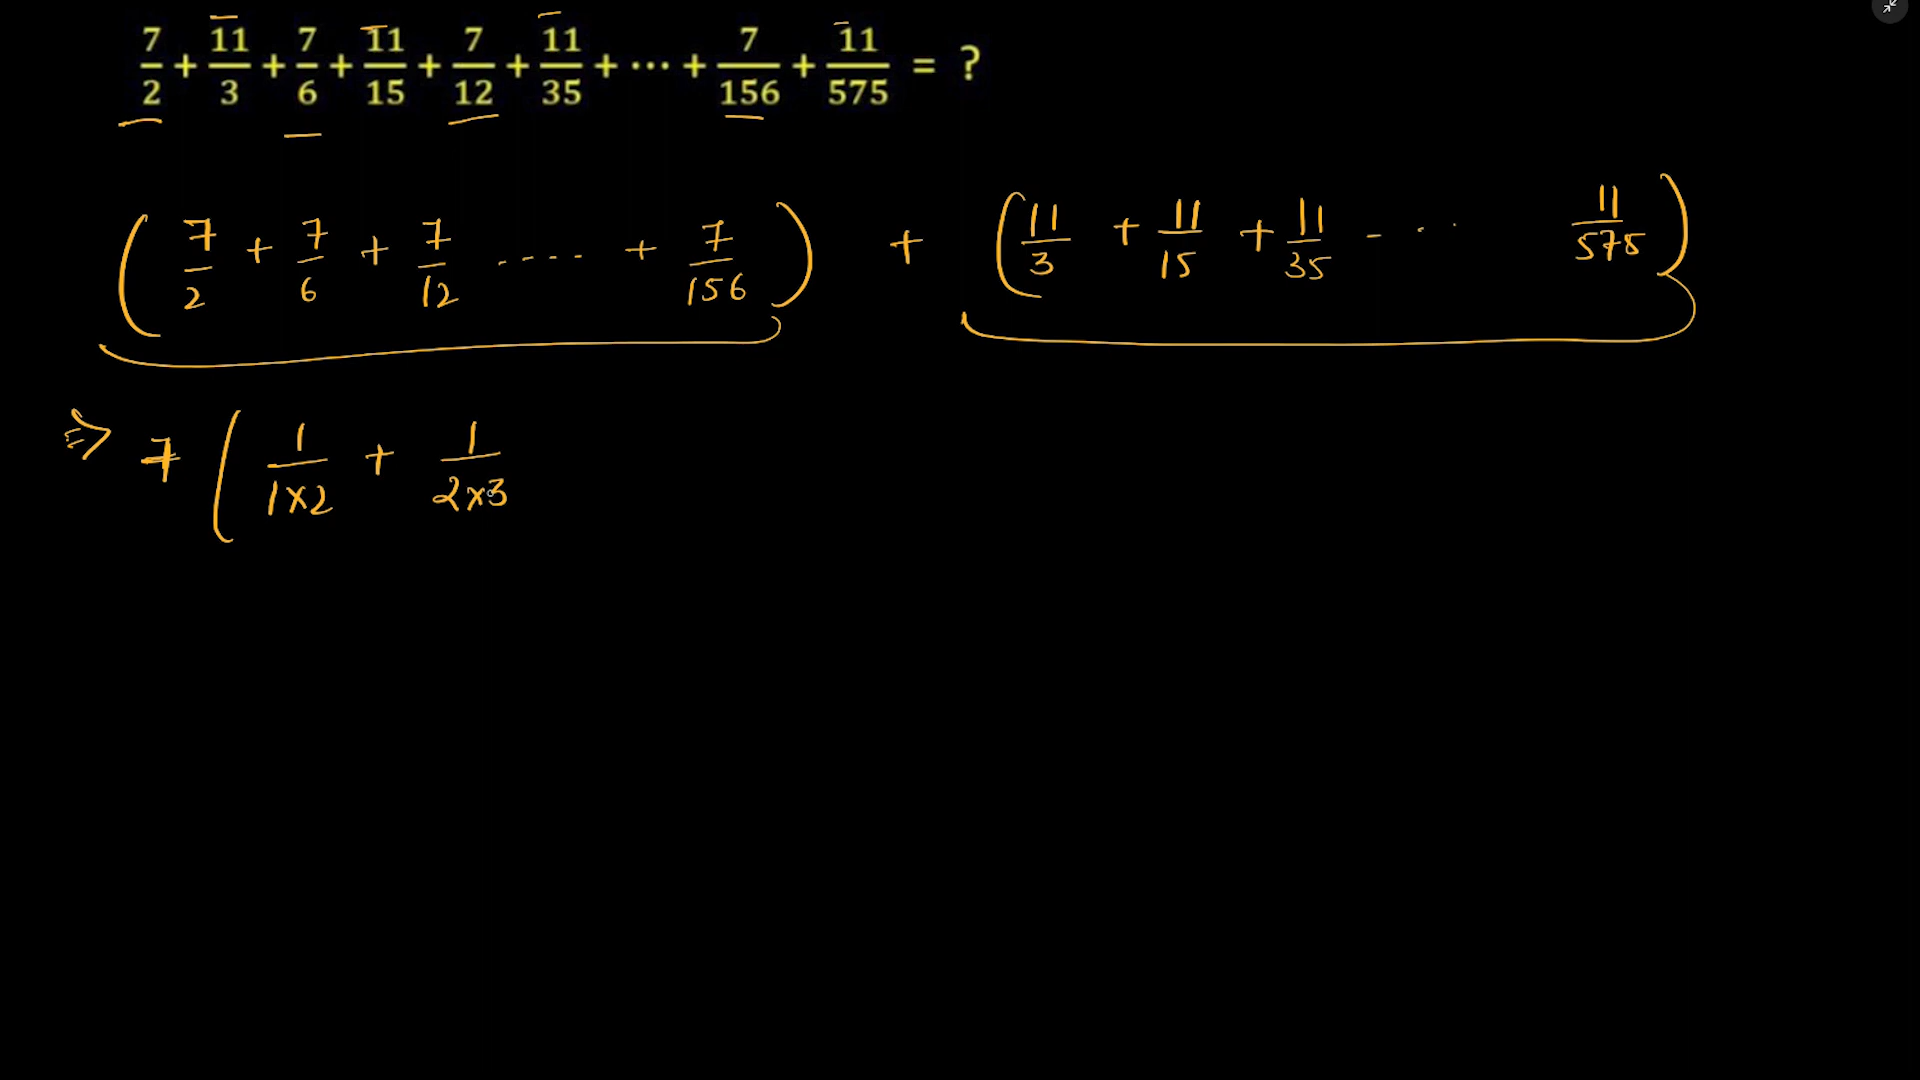 7/2 + 11/3 + 7/6 + 11/15 + 7/12 + 11/35 + ⋯ + 7/156 + 11/575 = ?
( 7/2 + 7/6 + 7/12 ..... + 7/156 ) + ( 11/3 + 11/15 + 11/35 - ... 11/575 )
⇒ 7 ( 1/1×2 + 1/2×3